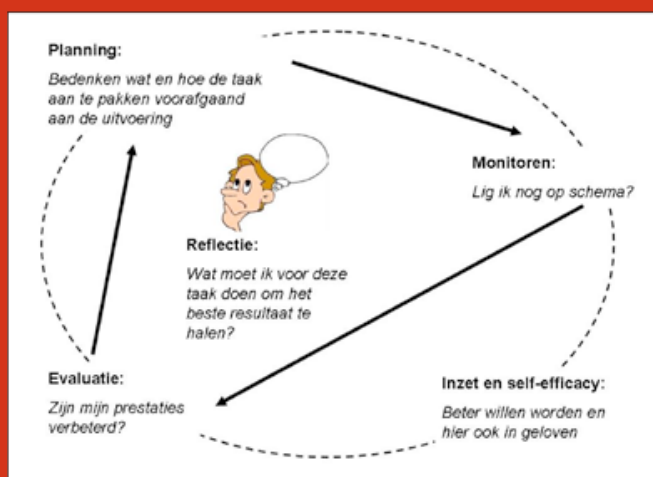 Planning:
Bedenken wat en hoe de taak
aan te pakken voorafgaand
aan de uitvoering
Monitoren:
Lig ik nog op schema?
Reflectie:
Wat moet ik voor deze
taak doen om het
beste resultaat te
halen?
Evaluatie:
Zijn mijn prestaties
verbeterd?
Inzet en self-efficacy:
Beter willen worden en
hier ook in geloven